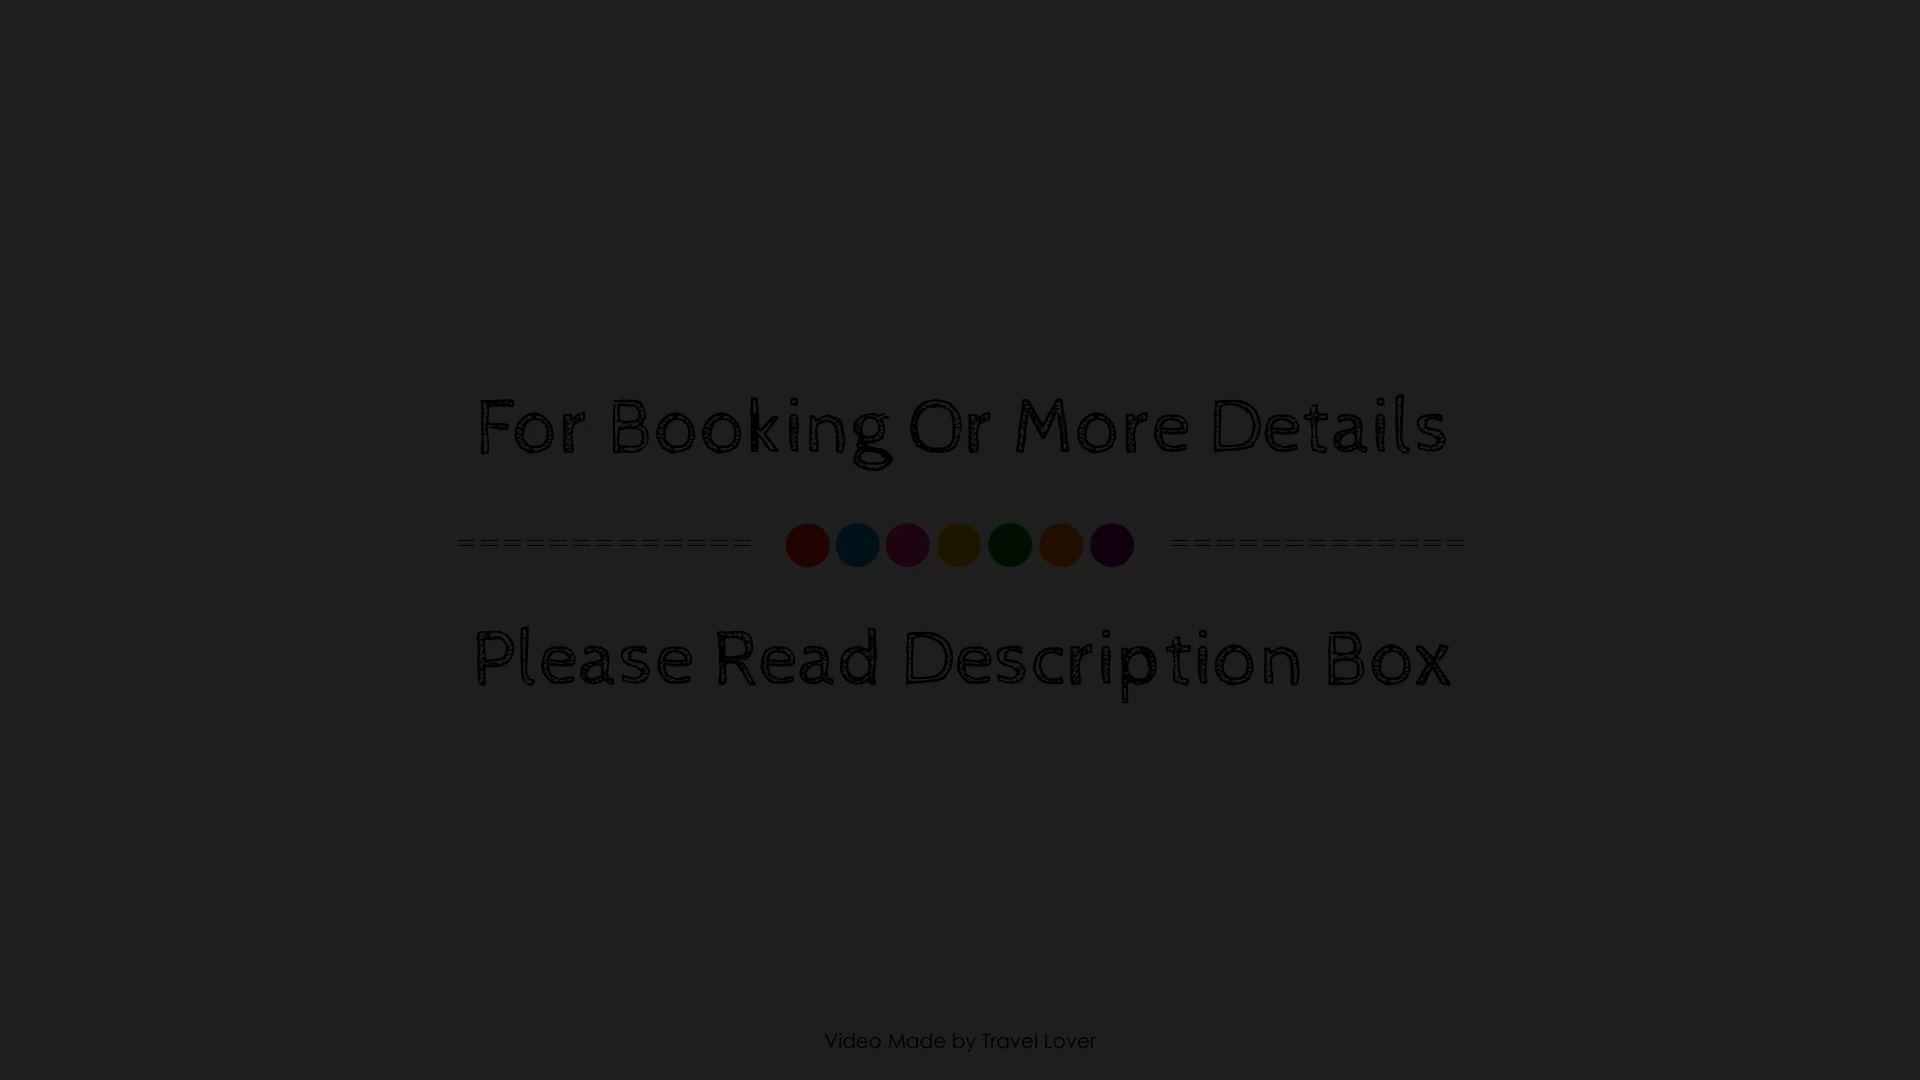 For Booking Or More Details
============= =============
Please Read Description Box
Video Made by Travel Lover